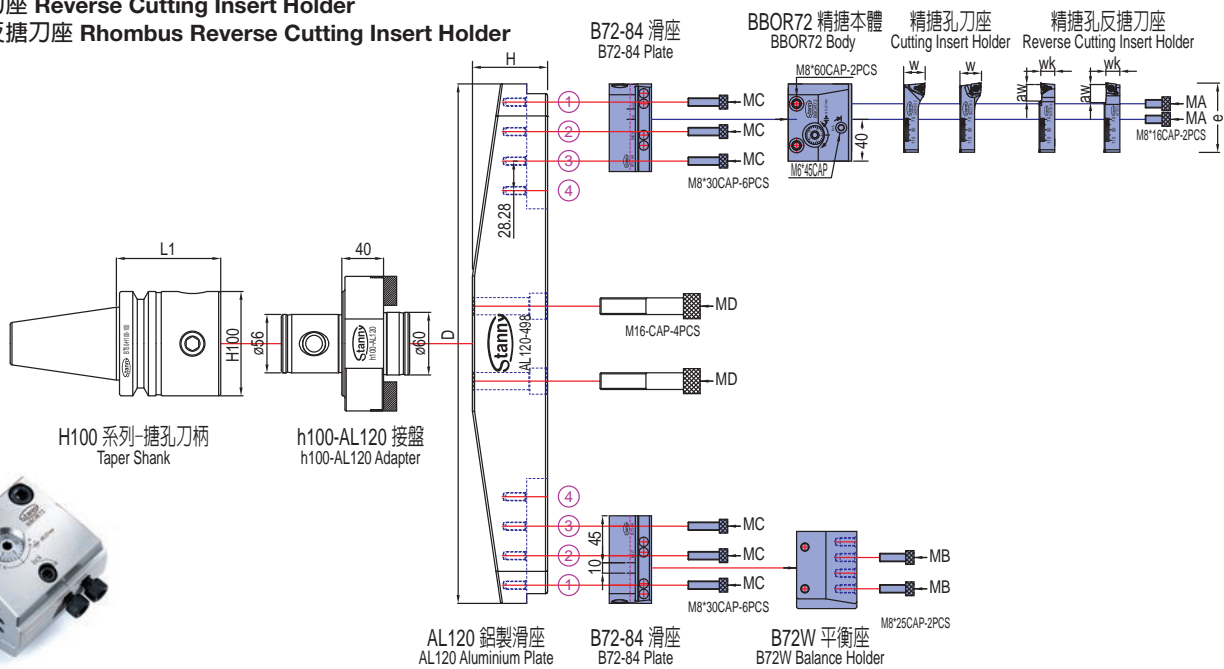 刀座 Reverse Cutting Insert Holder
反搪刀座 Rhombus Reverse Cutting Insert Holder
B72-84 滑座
B72-84 Plate
BBOR72 精搪本體
BBOR72 Body
精搪孔刀座
Cutting Insert Holder
精搪孔反搪刀座
Reverse Cutting Insert Holder
H
M8*60CAP-2PCS
w
w
wk
wk
aw
aw
e
①
②
③
④
MC
MC
MC
M8*30CAP-6PCS
40
M6*45CAP
MA
MA
M8*16CAP-2PCS
28.28
L1
40
H100
ø56
ø60
D
Stanny
h100-AL120
Stanny
AL120-498
MD
M16-CAP-4PCS
MD
H100 系列-搪孔刀柄
Taper Shank
h100-AL120 接盤
h100-AL120 Adapter
④
③
②
①
45
10
MC
MC
MC
M8*30CAP-6PCS
MB
MB
M8*25CAP-2PCS
AL120 鋁製滑座
AL120 Aluminium Plate
B72-84 滑座
B72-84 Plate
B72W 平衡座
B72W Balance Holder